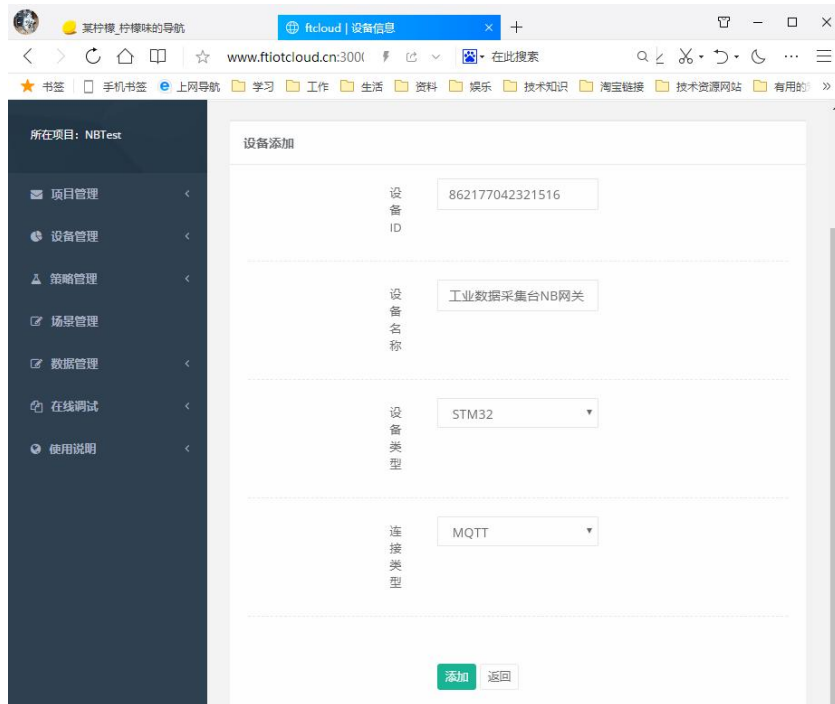 某柠檬_柠檬味的导航
ftcloud | 设备信息
www.ftiotcloud.cn:300
在此搜索
书签 手机书签 上网导航 学习 工作 生活 资料 娱乐 技术知识 淘宝链接 技术资源网站 有用的
所在项目：NBTest
项目管理
设备管理
策略管理
场景管理
数据管理
在线调试
使用说明
设备添加
设
备
ID
862177042321516
设
备
名
称
工业数据采集台NB网关
设
备
类
型
STM32
连
接
类
型
MQTT
添加 返回